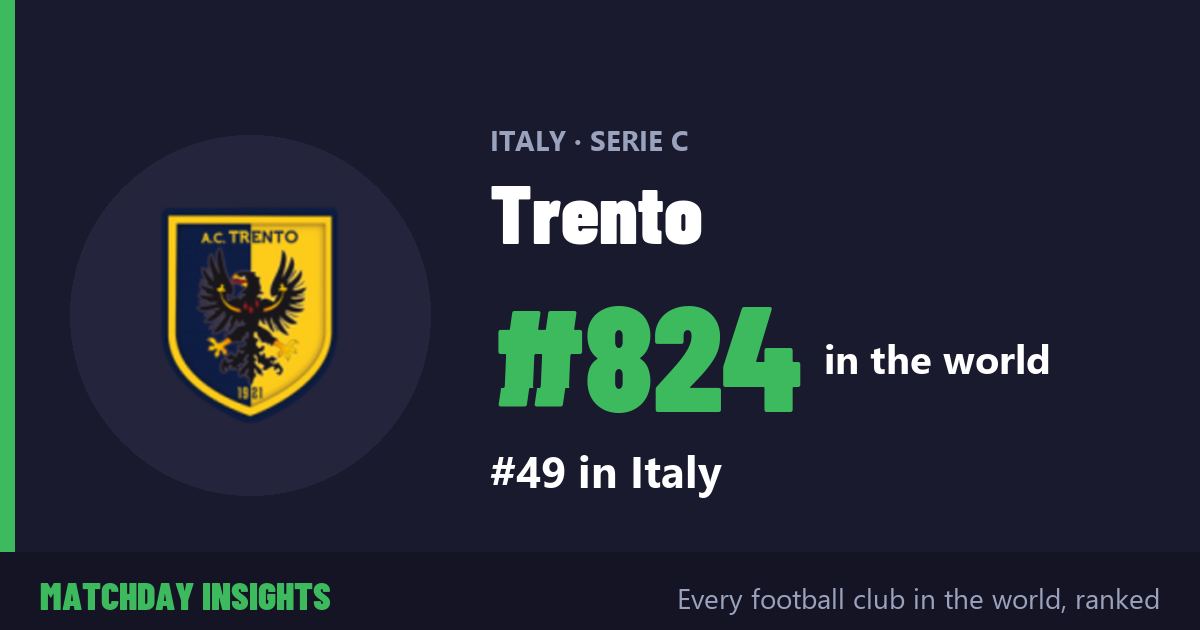 ITALY · SERIE C
Trento
#824 in the world
#49 in Italy
A.C. TRENTO
1921
MATCHDAY INSIGHTS
Every football club in the world, ranked